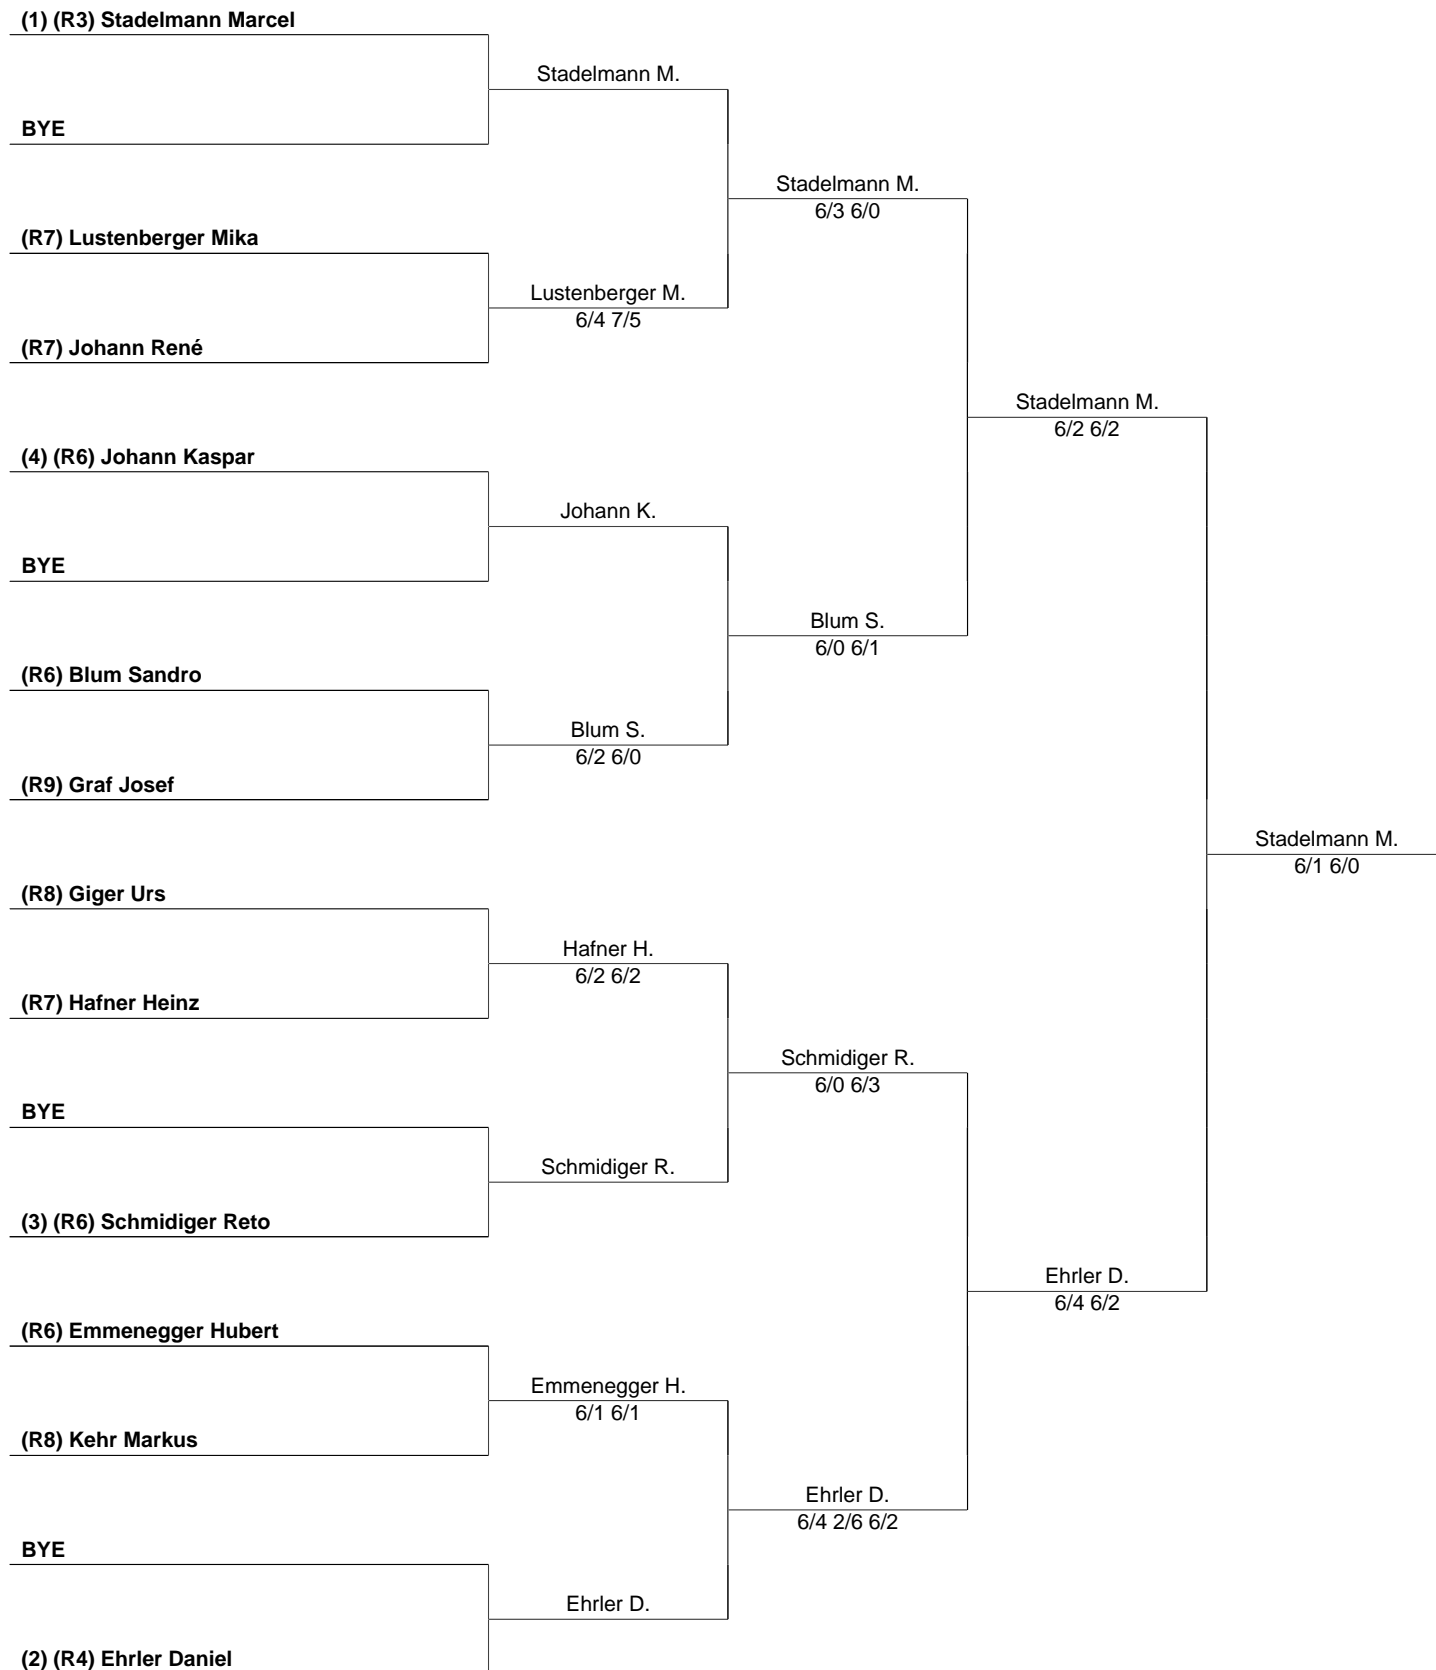 (1) (R3) Stadelmann Marcel
Stadelmann M.
BYE
Stadelmann M.
6/3 6/0
(R7) Lustenberger Mika
Lustenberger M.
6/4 7/5
(R7) Johann René
Stadelmann M.
6/2 6/2
(4) (R6) Johann Kaspar
Johann K.
BYE
Blum S.
6/0 6/1
(R6) Blum Sandro
Blum S.
6/2 6/0
(R9) Graf Josef
Stadelmann M.
6/1 6/0
(R8) Giger Urs
Hafner H.
6/2 6/2
(R7) Hafner Heinz
Schmidiger R.
6/0 6/3
BYE
Schmidiger R.
(3) (R6) Schmidiger Reto
Ehrler D.
6/4 6/2
(R6) Emmenegger Hubert
Emmenegger H.
6/1 6/1
(R8) Kehr Markus
Ehrler D.
6/4 2/6 6/2
BYE
Ehrler D.
(2) (R4) Ehrler Daniel